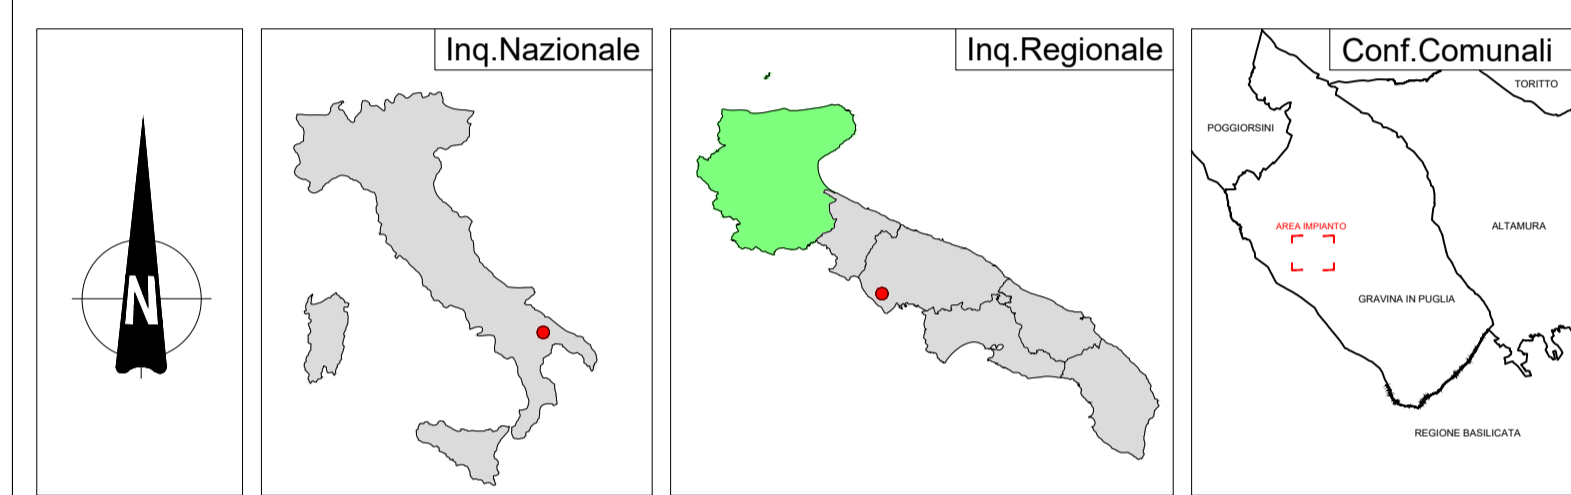 N
Inq.Nazionale
Inq.Regionale
Conf.Comunali
TORITTO
POGGIORSINI
AREA IMPIANTO
ALTAMURA
GRAVINA IN PUGLIA
REGIONE BASILICATA